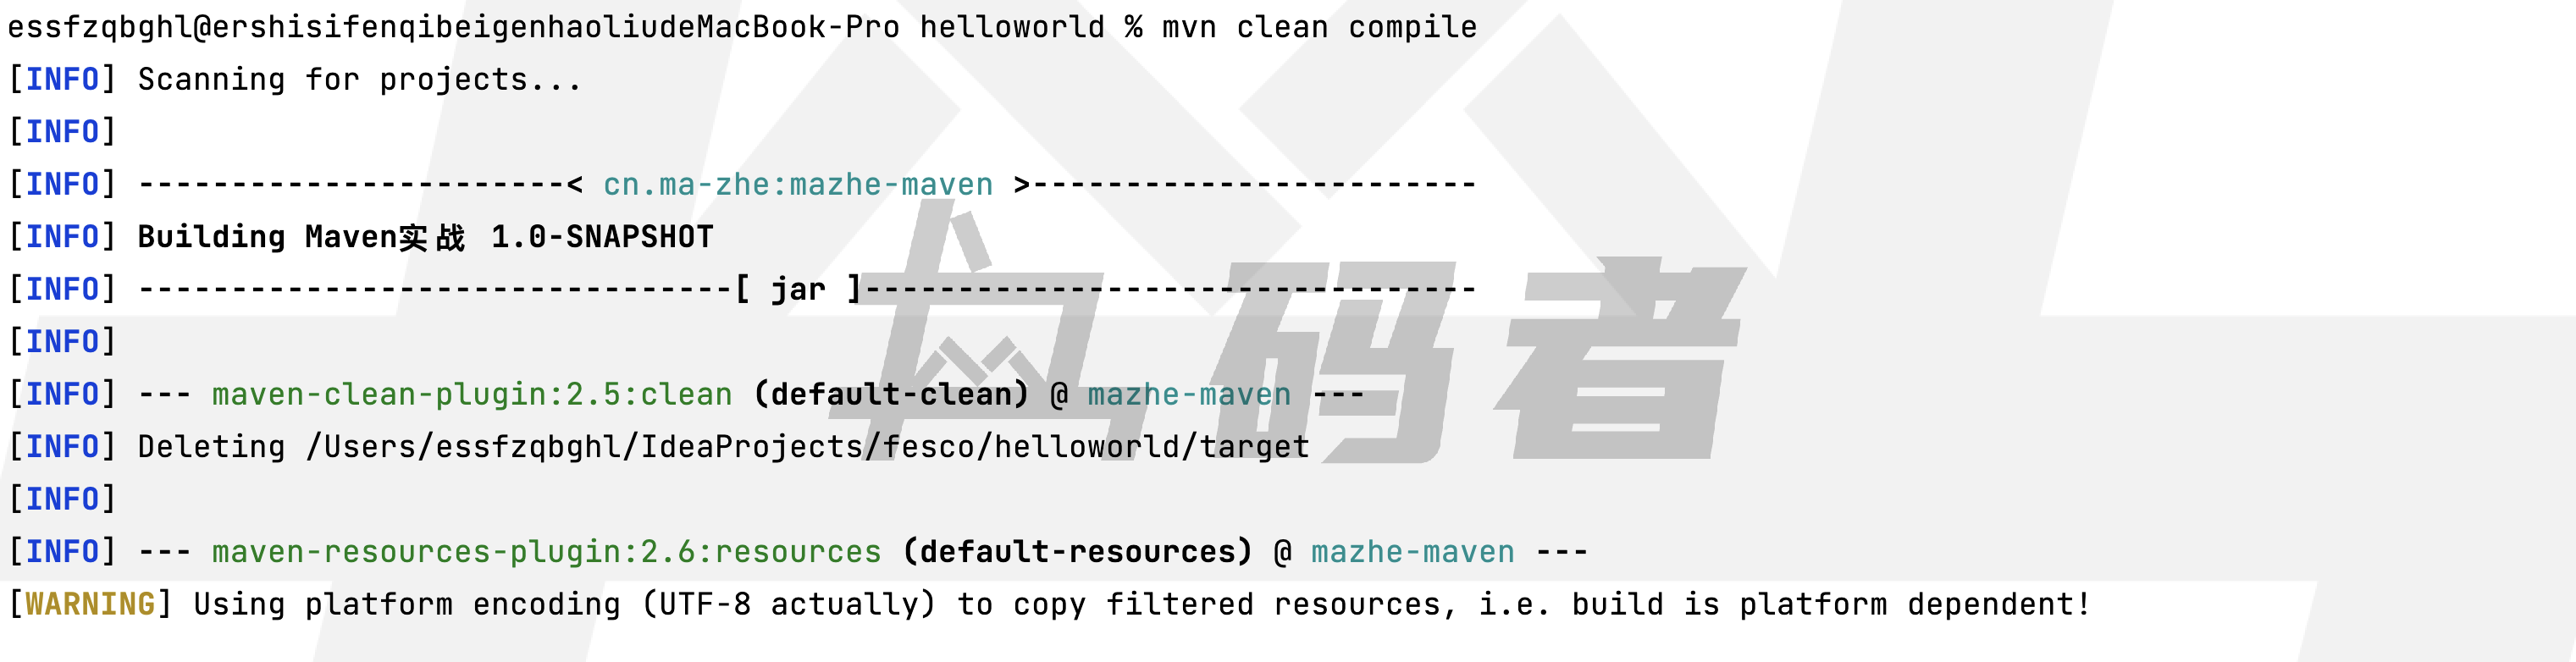 essfzqbghl@ershisifenqibeigenhaoliudeMacBook-Pro helloworld % mvn clean compile
[INFO] Scanning for projects...
[INFO]
[INFO] -----------------------< cn.ma-zhe:mazhe-maven >------------------------
[INFO] Building Maven实战 1.0-SNAPSHOT
[INFO] --------------------------------[ jar ]---------------------------------
[INFO]
[INFO] --- maven-clean-plugin:2.5:clean (default-clean) @ mazhe-maven ---
[INFO] Deleting /Users/essfzqbghl/IdeaProjects/fesco/helloworld/target
[INFO]
[INFO] --- maven-resources-plugin:2.6:resources (default-resources) @ mazhe-maven ---
[WARNING] Using platform encoding (UTF-8 actually) to copy filtered resources, i.e. build is platform dependent!
码者